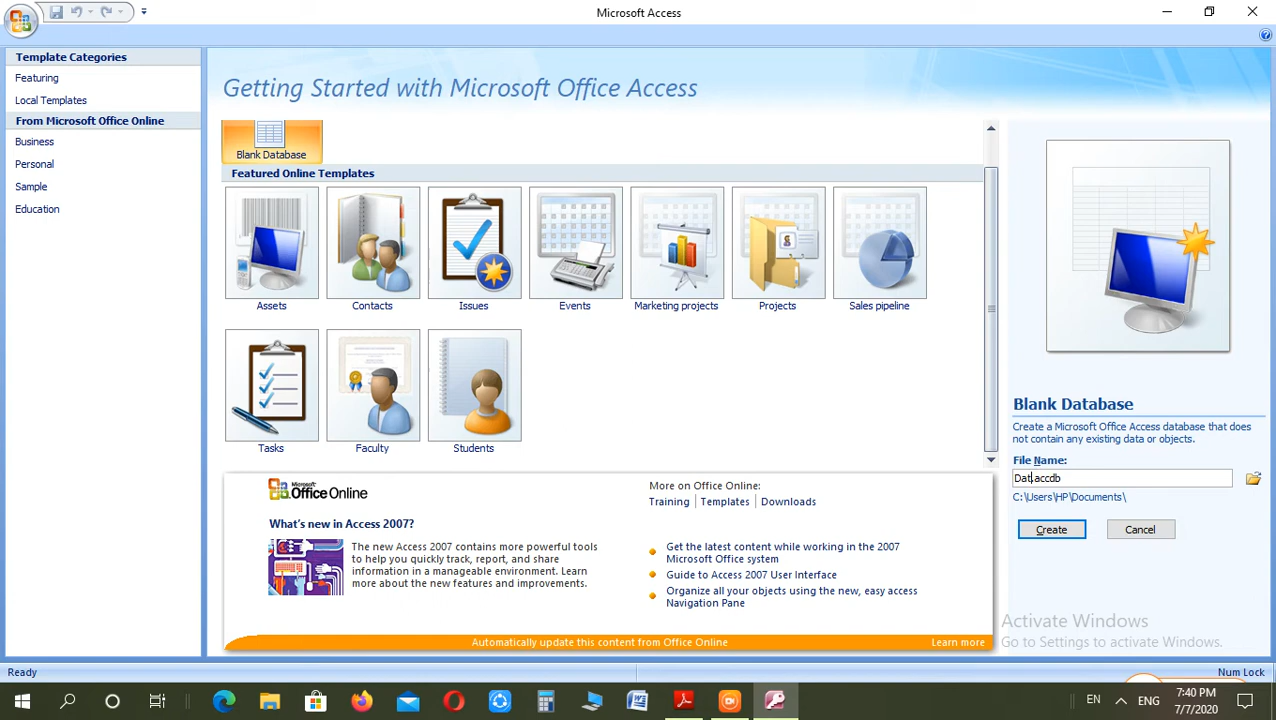 Microsoft Access
Template Categories
Featuring
Local Templates
From Microsoft Office Online
Business
Personal
Sample
Education
Getting Started with Microsoft Office Access
Blank Database
Featured Online Templates
Assets
Contacts
Issues
Events
Marketing projects
Projects
Sales pipeline
Tasks
Faculty
Students
Microsoft
Office Online
What's new in Access 2007?
The new Access 2007 contains more powerful tools
to help you quickly track, report, and share
information in a manageable environment. Learn
more about the new features and improvements.
More on Office Online:
Training | Templates | Downloads
Get the latest content while working in the 2007
Microsoft Office system
Guide to Access 2007 User Interface
Organize all your objects using the new, easy access
Navigation Pane
Automatically update this content from Office Online
Learn more
Blank Database
Create a Microsoft Office Access database that does
not contain any existing data or objects.
File Name:
Dat.accdb
C:\Users\HP\Documents\
Create
Cancel
Activate Windows
Go to Settings to activate Windows.
Ready
Num Lock
EN
ENG
7:40 PM
7/7/2020